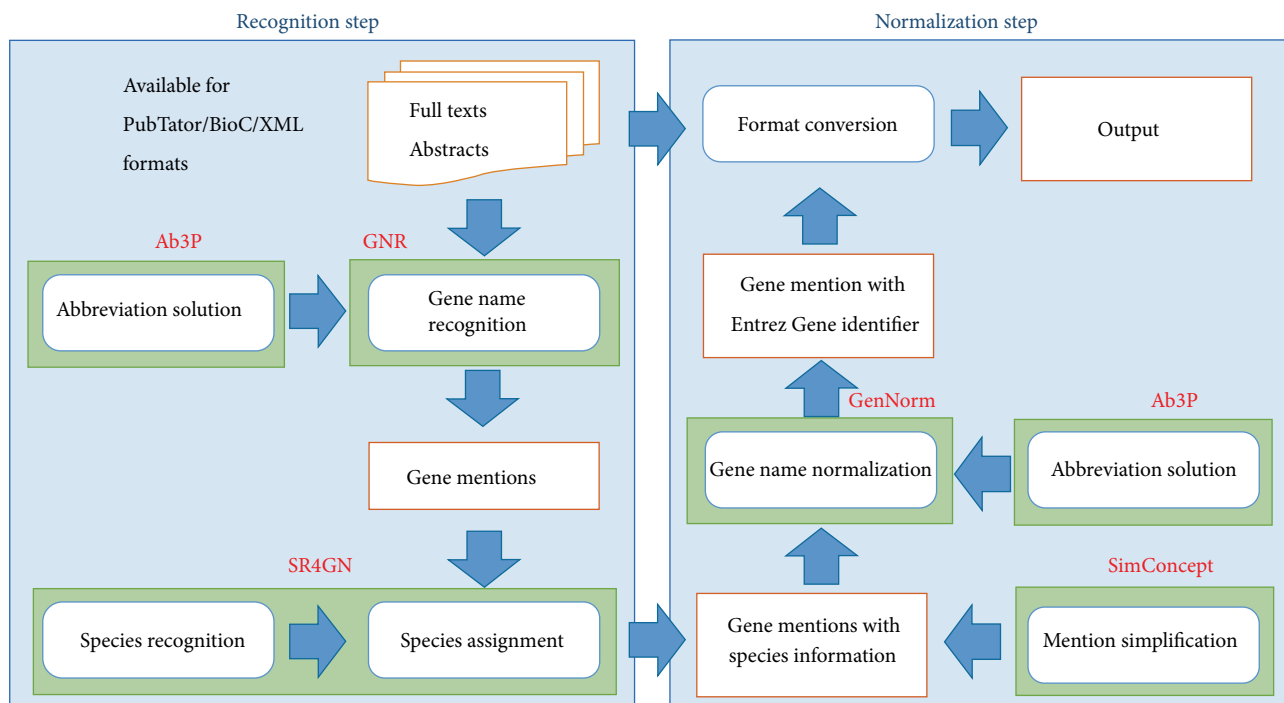 Recognition step
Available for
PubTator/BioC/XML
formats
Full texts
Abstracts
Ab3P
Abbreviation solution
GNR
Gene name
recognition
Gene mentions
SR4GN
Species recognition
Species assignment
Normalization step
Format conversion
Output
Gene mention with
Entrez Gene identifier
GenNorm
Gene name normalization
Ab3P
Abbreviation solution
Gene mentions with
species information
SimConcept
Mention simplification